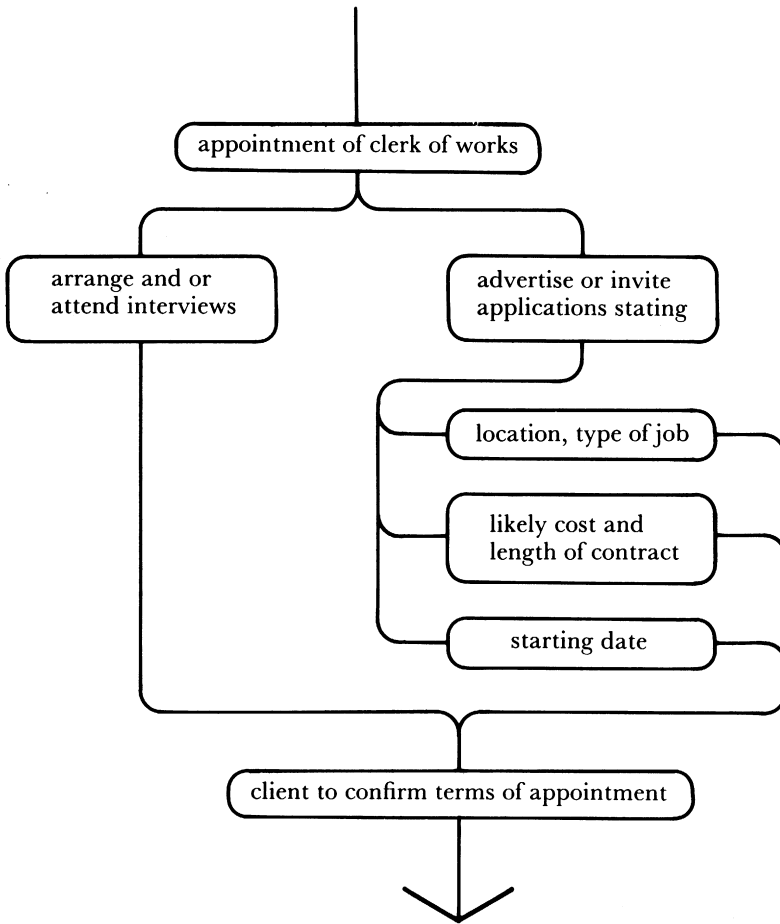 appointment of clerk of works
arrange and or
attend interviews
advertise or invite
applications stating
location, type of job
likely cost and
length of contract
starting date
client to confirm terms of appointment